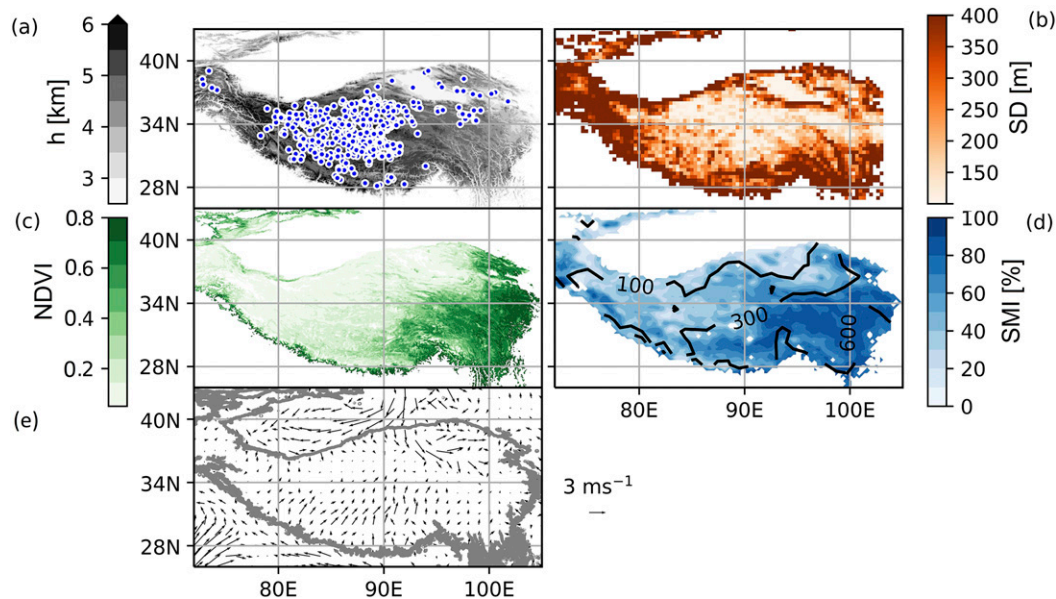 (a)
6
5
4
3
h [km]
40N
34N
28N
400
350
300
250
200
150
SD [m]
(b)
(c)
0.8
0.6
0.4
0.2
NDVI
40N
34N
28N
80E
90E
100E
100
300
600
100
80
60
40
20
0
SMI [%]
(d)
(e)
40N
34N
28N
80E
90E
100E
3 ms⁻¹